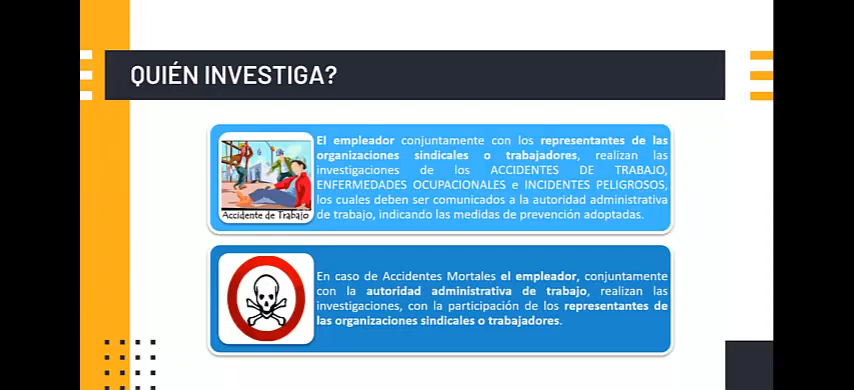 QUIÉN INVESTIGA?
El empleador conjuntamente con los representantes de las
organizaciones sindicales o trabajadores, realizan las
investigaciones de los ACCIDENTES DE TRABAJO,
ENFERMEDADES OCUPACIONALES e INCIDENTES PELIGROSOS,
los cuales deben ser comunicados a la autoridad administrativa
de trabajo, indicando las medidas de prevención adoptadas.
Accidente de Trabajo
En caso de Accidentes Mortales el empleador, conjuntamente
con la autoridad administrativa de trabajo, realizan las
investigaciones, con la participación de los representantes de
las organizaciones sindicales o trabajadores.